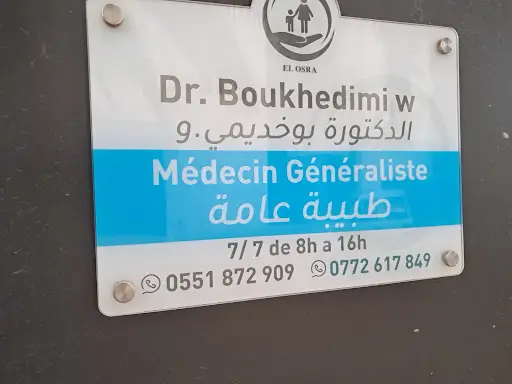 EL OSRA
Dr. Boukhedimi w
الدكتورة بوخديمي.و
Médecin Généraliste
طبيبة عامة
7/7 de 8h a 16h
0551 872 909 0772 617 849